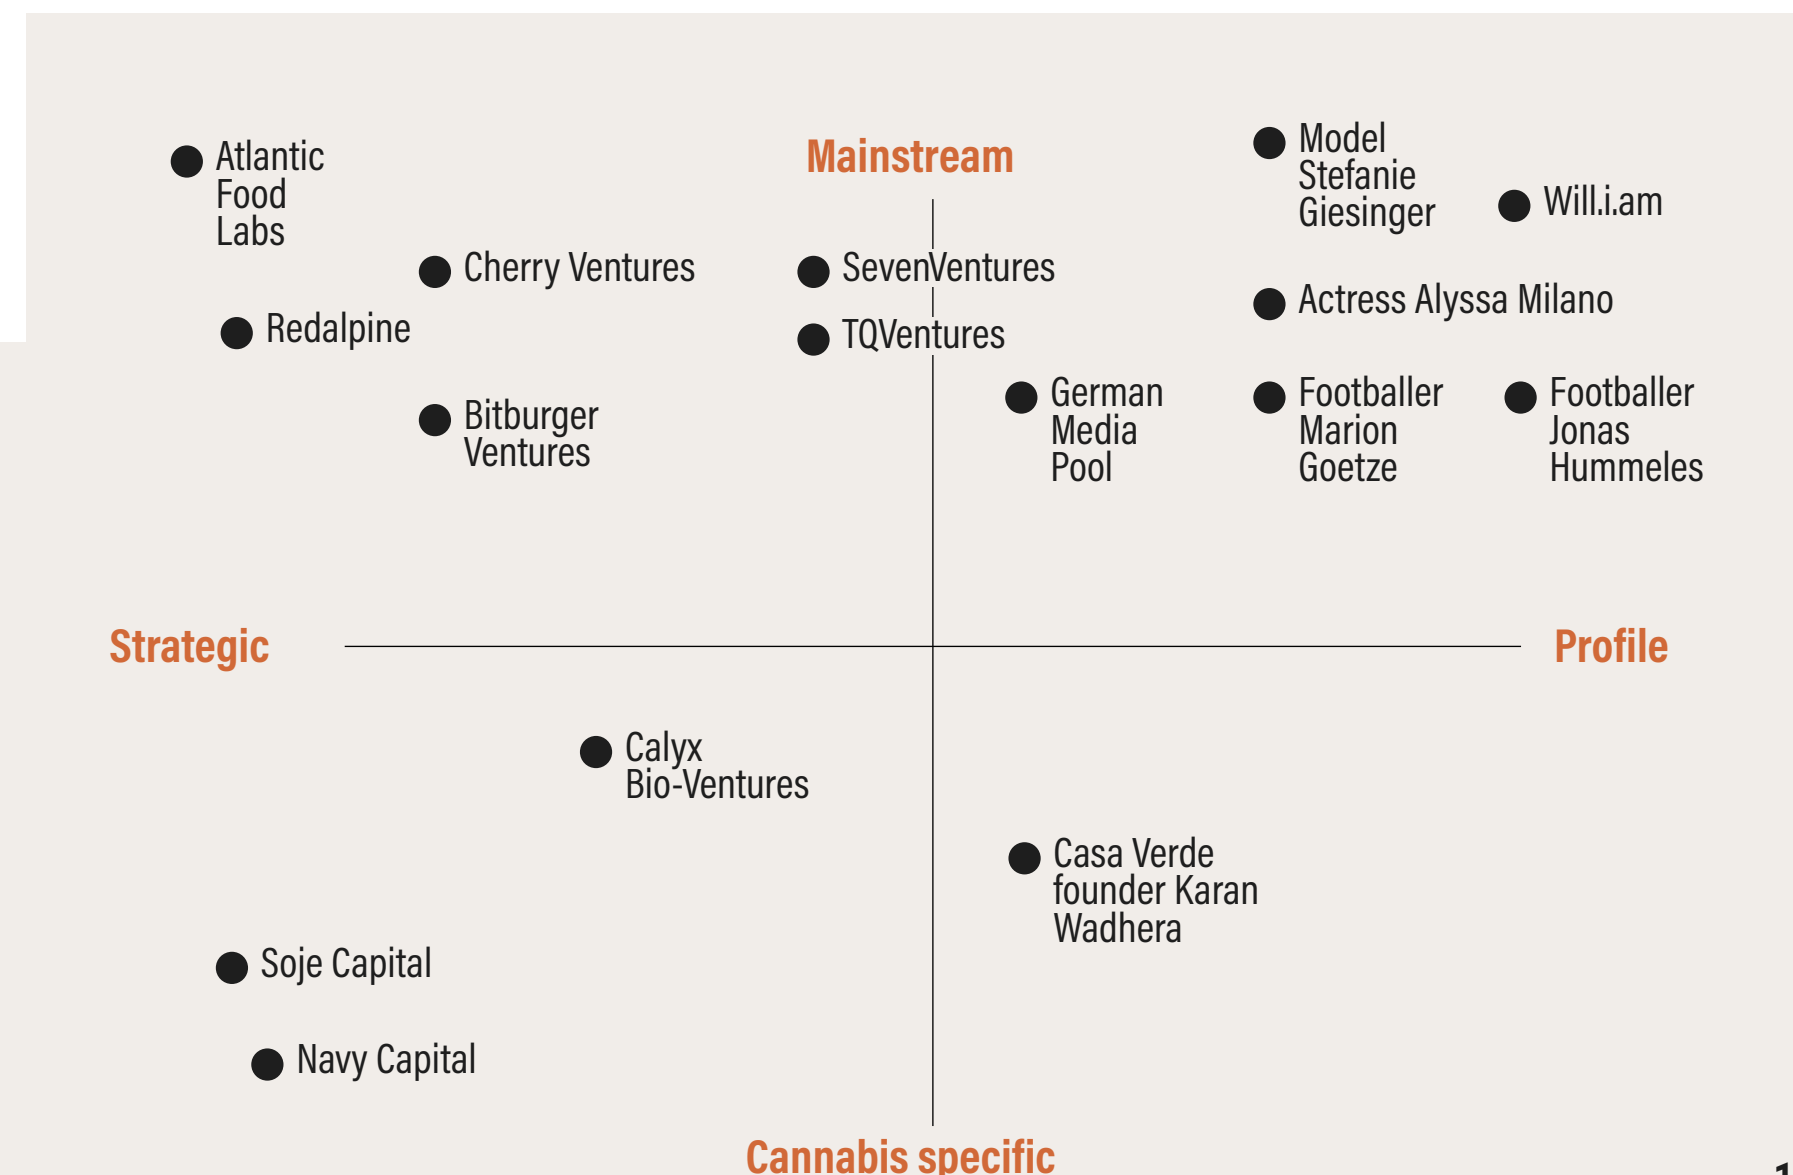 Mainstream
Atlantic
Food
Labs
Cherry Ventures
Redalpine
Bitburger
Ventures
SevenVentures
TQVentures
Model
Stefanie
Giesinger
Will.i.am
Actress Alyssa Milano
German
Media
Pool
Footballer
Marion
Goetze
Footballer
Jonas
Hummeles
Strategic
Profile
Calyx
Bio-Ventures
Casa Verde
founder Karan
Wadhera
Soje Capital
Navy Capital
Cannabis specific